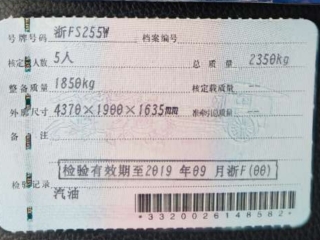 号牌号码 浙FS255W 档案编号
核定载人数 5人 总质量 2350kg
整备质量 1850kg 核定载质量
外廓尺寸 4370×1900×1635mm 准牵引总质量
备注
检验有效期至2019年09月浙F(00)
检验记录
汽油
*3320026148582*